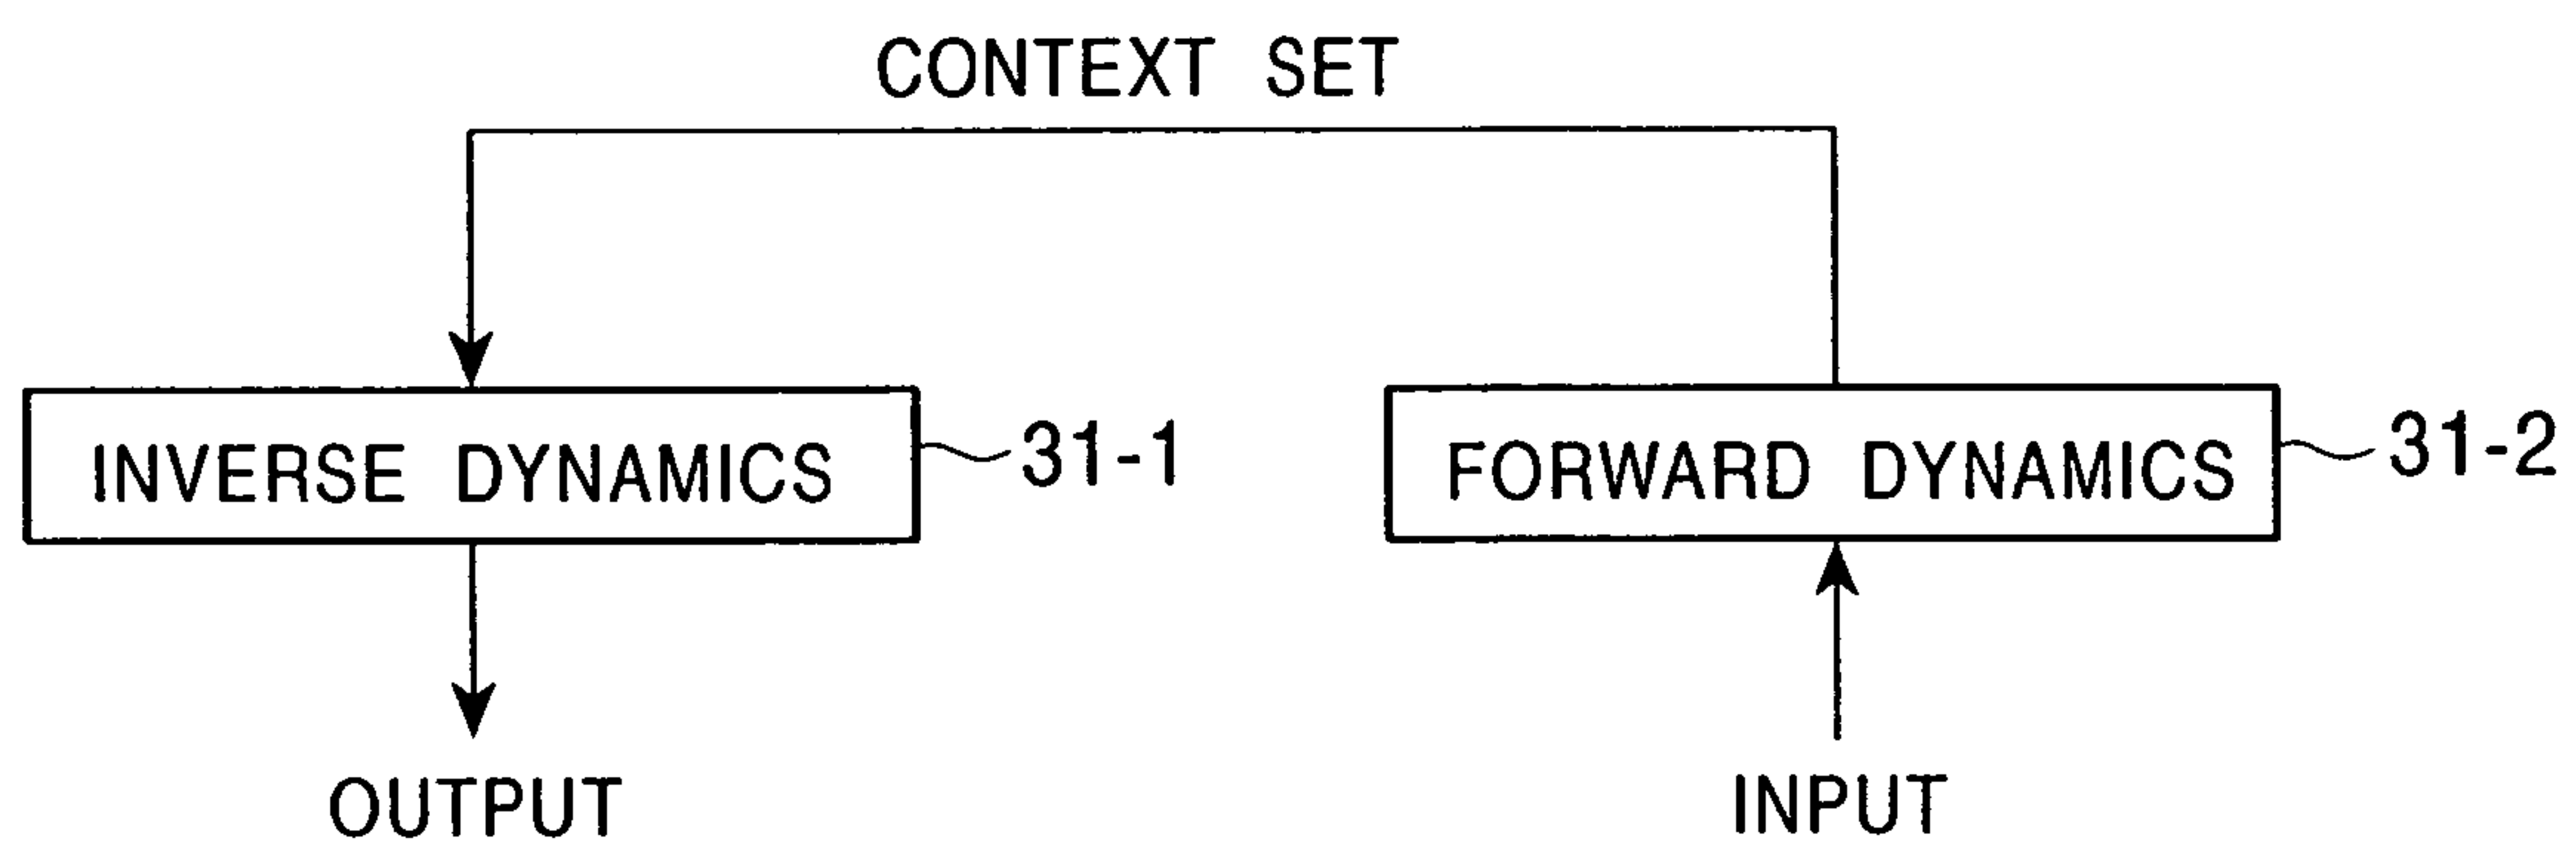 CONTEXT SET
INVERSE DYNAMICS
31-1
FORWARD DYNAMICS
31-2
OUTPUT
INPUT